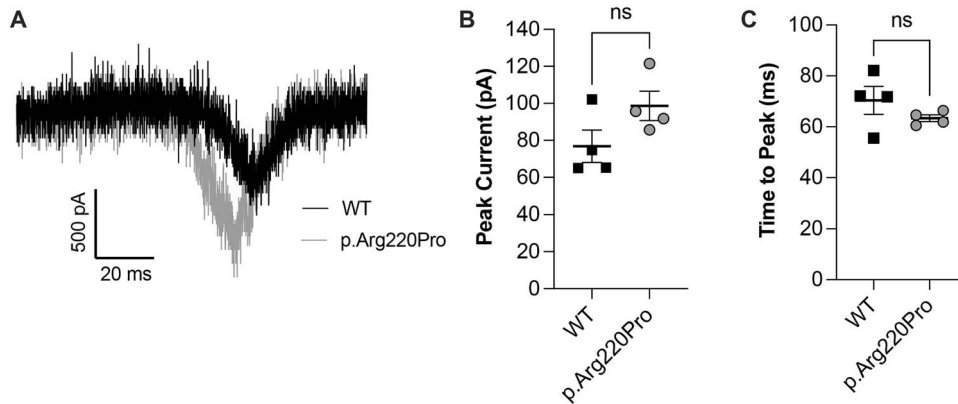 A
500 pA
20 ms
WT
p.Arg220Pro
B
ns
Peak Current (pA)
140
120
100
80
60
40
20
0
WT
p.Arg220Pro
C
ns
Time to Peak (ms)
100
80
60
40
20
0
WT
p.Arg220Pro